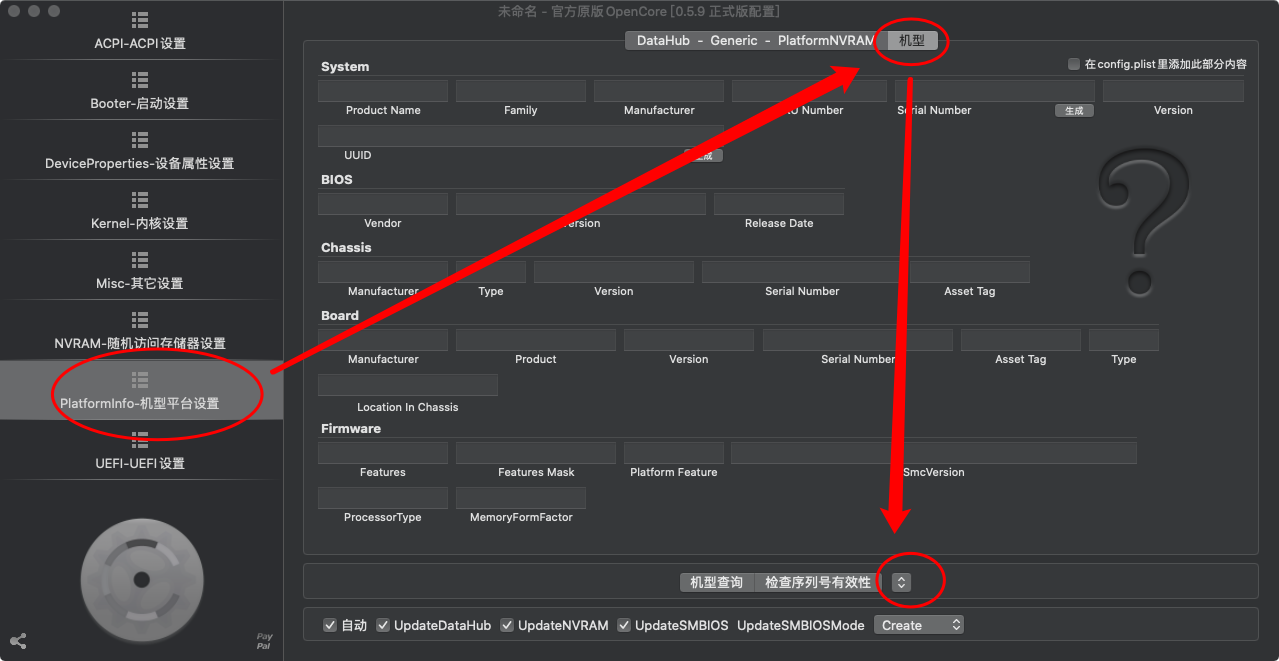 未命名 - 官方原版 OpenCore [0.5.9 正式版配置]
ACPI-ACPI 设置
Booter-启动设置
DeviceProperties-设备属性设置
Kernel-内核设置
Misc-其它设置
NVRAM-随机访问存储器设置
PlatformInfo-机型平台设置
UEFI-UEFI 设置
Pay
Pal
DataHub - Generic - PlatformNVRAM 机型
在config.plist里添加此部分内容
System
Product Name Family Manufacturer Number Serial Number 生成 Version
UUID 生成
BIOS
Vendor Version Release Date
Chassis
Manufacturer Type Version Serial Number Asset Tag
Board
Manufacturer Product Version Serial Number Asset Tag Type
Location In Chassis
Firmware
Features Features Mask Platform Feature SmcVersion
ProcessorType MemoryFormFactor
机型查询 检查序列号有效性
自动 UpdateDataHub UpdateNVRAM UpdateSMBIOS UpdateSMBIOSMode Create